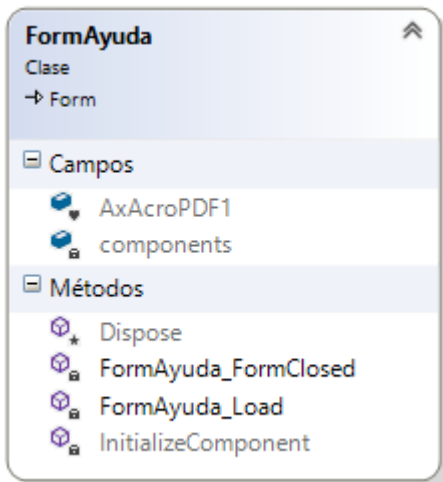 FormAyuda
Clase
Form
Campos
AxAcroPDF1
components
Métodos
Dispose
FormAyuda_FormClosed
FormAyuda_Load
InitializeComponent